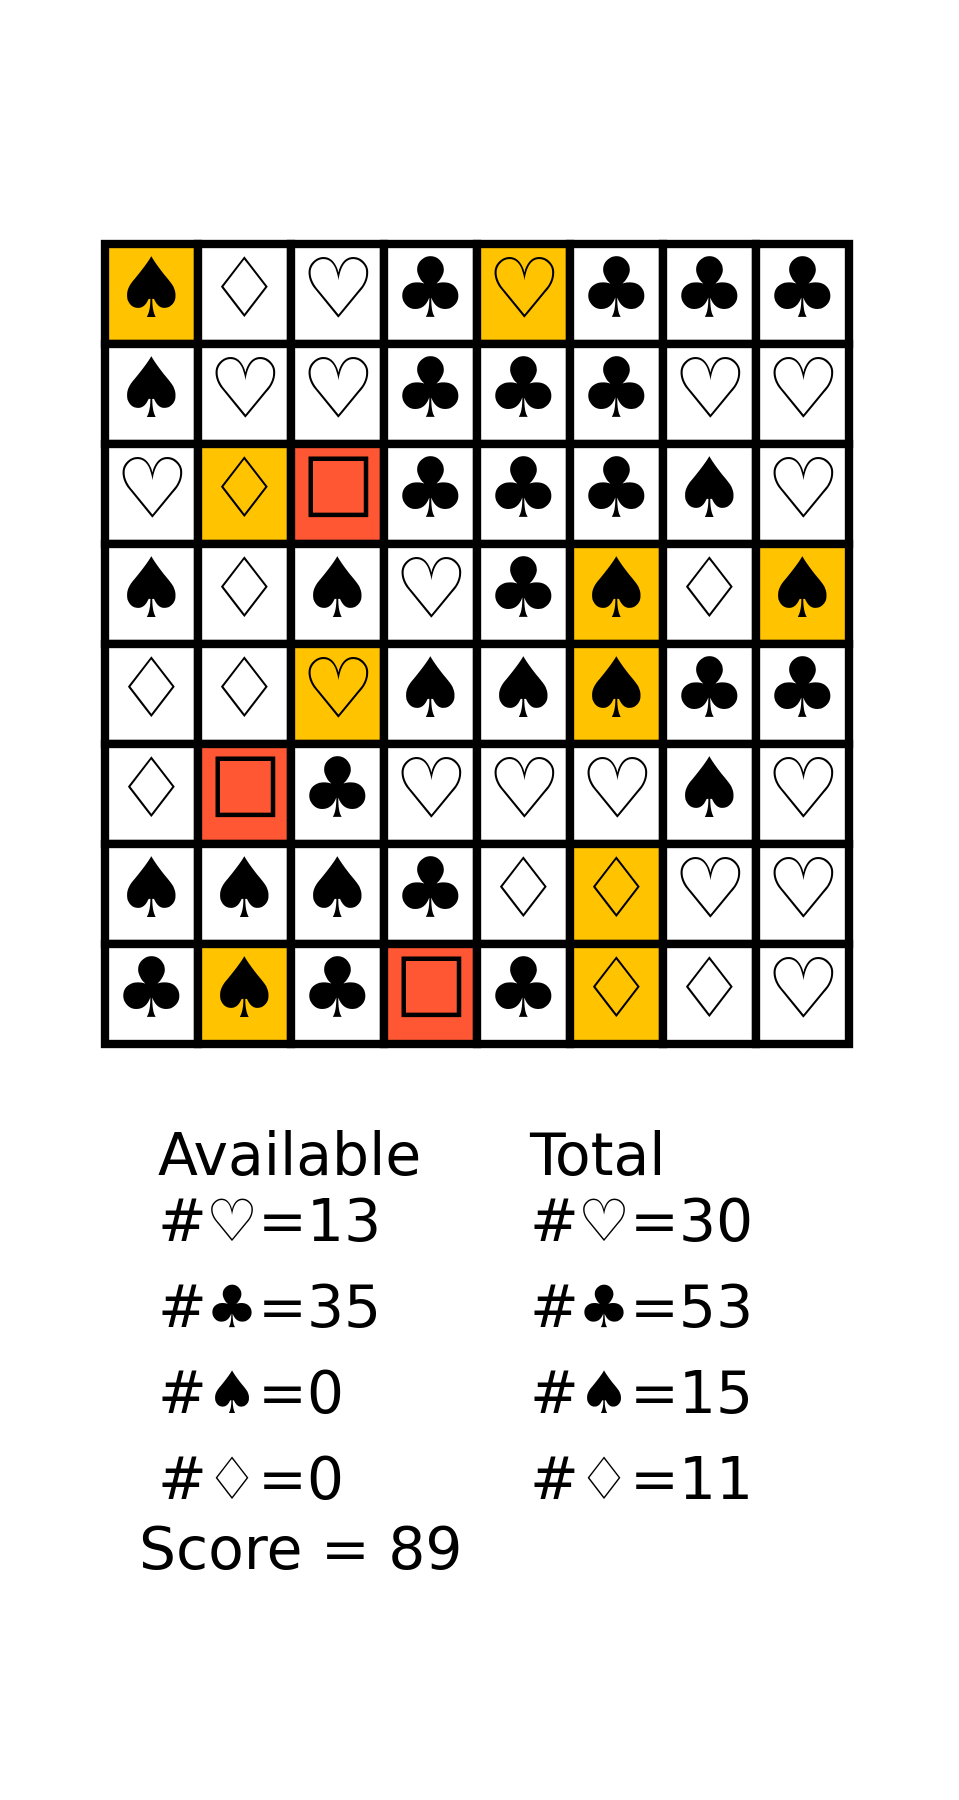 ♠ ♢ ♡ ♣ ♡ ♣ ♣ ♣
♠ ♡ ♡ ♣ ♣ ♣ ♡ ♡
♡ ♢ □ ♣ ♣ ♣ ♠ ♡
♠ ♢ ♠ ♡ ♣ ♠ ♢ ♠
♢ ♢ ♡ ♠ ♠ ♠ ♣ ♣
♢ □ ♣ ♡ ♡ ♡ ♠ ♡
♠ ♠ ♠ ♣ ♢ ♢ ♡ ♡
♣ ♠ ♣ □ ♣ ♢ ♢ ♡
Available Total
#♡=13 #♡=30
#♣=35 #♣=53
#♠=0 #♠=15
#♢=0 #♢=11
Score = 89